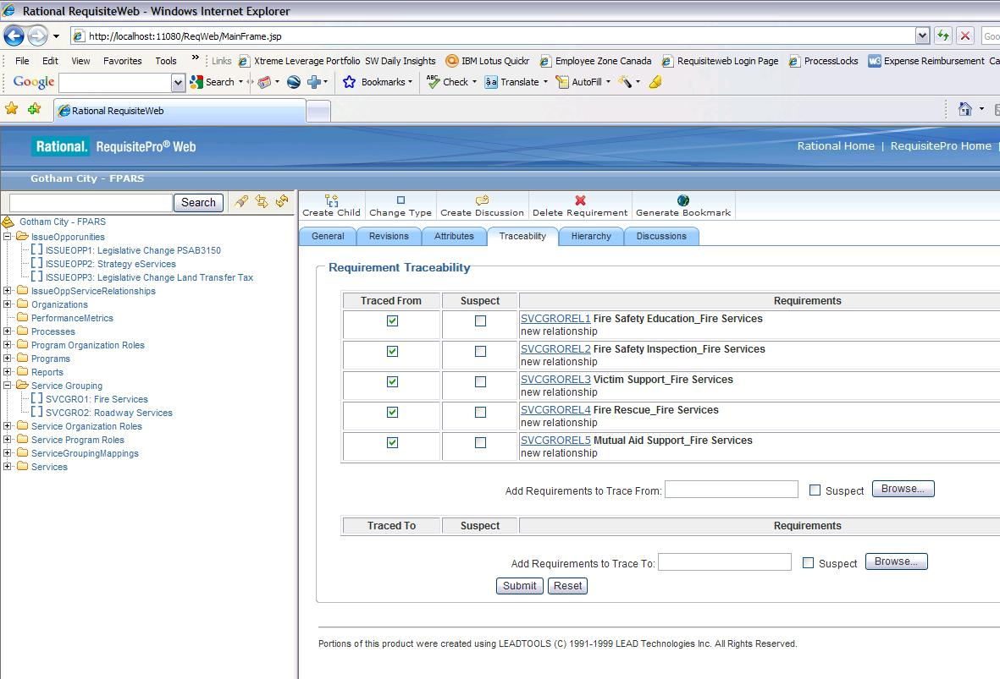 Rational RequisiteWeb - Windows Internet Explorer
http://localhost:11080/ReqWeb/MainFrame.jsp
Goo
File Edit View Favorites Tools » Links Xtreme Leverage Portfolio SW Daily Insights IBM Lotus Quickr Employee Zone Canada Requisiteweb Login Page ProcessLocks Expense Reimbursement Ca
Google Search Bookmarks Check Translate AutoFill
Rational RequisiteWeb
Rational. RequisitePro® Web
Rational Home | RequisitePro Home |
Gotham City - FPARS
Search
Create Child Change Type Create Discussion Delete Requirement Generate Bookmark
Gotham City - FPARS
IssueOpporunities
ISSUEOPP1: Legislative Change PSAB3150
ISSUEOPP2: Strategy eServices
ISSUEOPP3: Legislative Change Land Transfer Tax
IssueOppServiceRelationships
Organizations
PerformanceMetrics
Processes
Program Organization Roles
Programs
Reports
Service Grouping
SVCGRO1: Fire Services
SVCGRO2: Roadway Services
Service Organization Roles
Service Program Roles
ServiceGroupingMappings
Services
General Revisions Attributes Traceability Hierarchy Discussions
Requirement Traceability
Traced From Suspect Requirements
SVCGROREL1 Fire Safety Education_Fire Services
new relationship
SVCGROREL2 Fire Safety Inspection_Fire Services
new relationship
SVCGROREL3 Victim Support_Fire Services
new relationship
SVCGROREL4 Fire Rescue_Fire Services
new relationship
SVCGROREL5 Mutual Aid Support_Fire Services
new relationship
Add Requirements to Trace From: Suspect Browse...
Traced To Suspect Requirements
Add Requirements to Trace To: Suspect Browse...
Submit Reset
Portions of this product were created using LEADTOOLS (C) 1991-1999 LEAD Technologies Inc. All Rights Reserved.